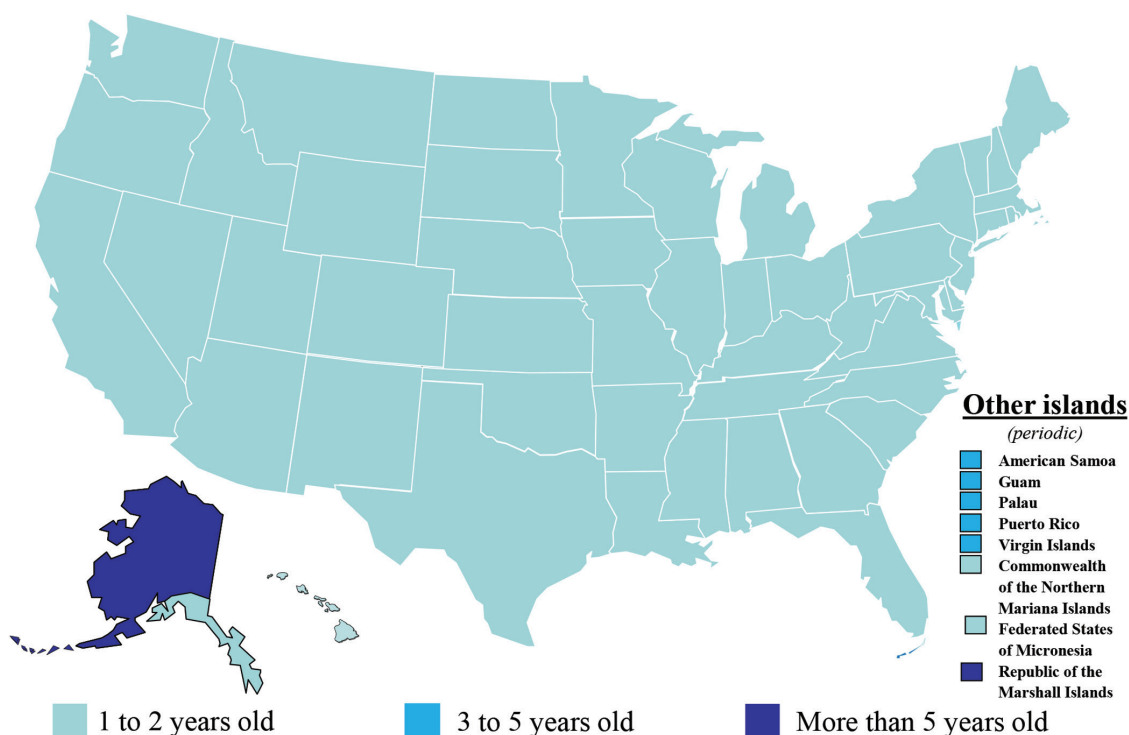 Other islands
(periodic)
American Samoa
Guam
Palau
Puerto Rico
Virgin Islands
Commonwealth
of the Northern
Mariana Islands
Federated States
of Micronesia
Republic of the
Marshall Islands
1 to 2 years old
3 to 5 years old
More than 5 years old